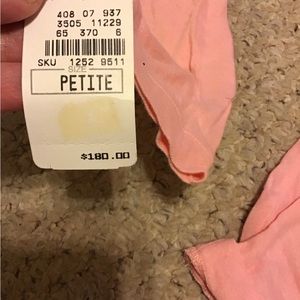 408 07 937
3505 11229
65 370 6
SKU 1252 9511
SIZE
PETITE
$180.00